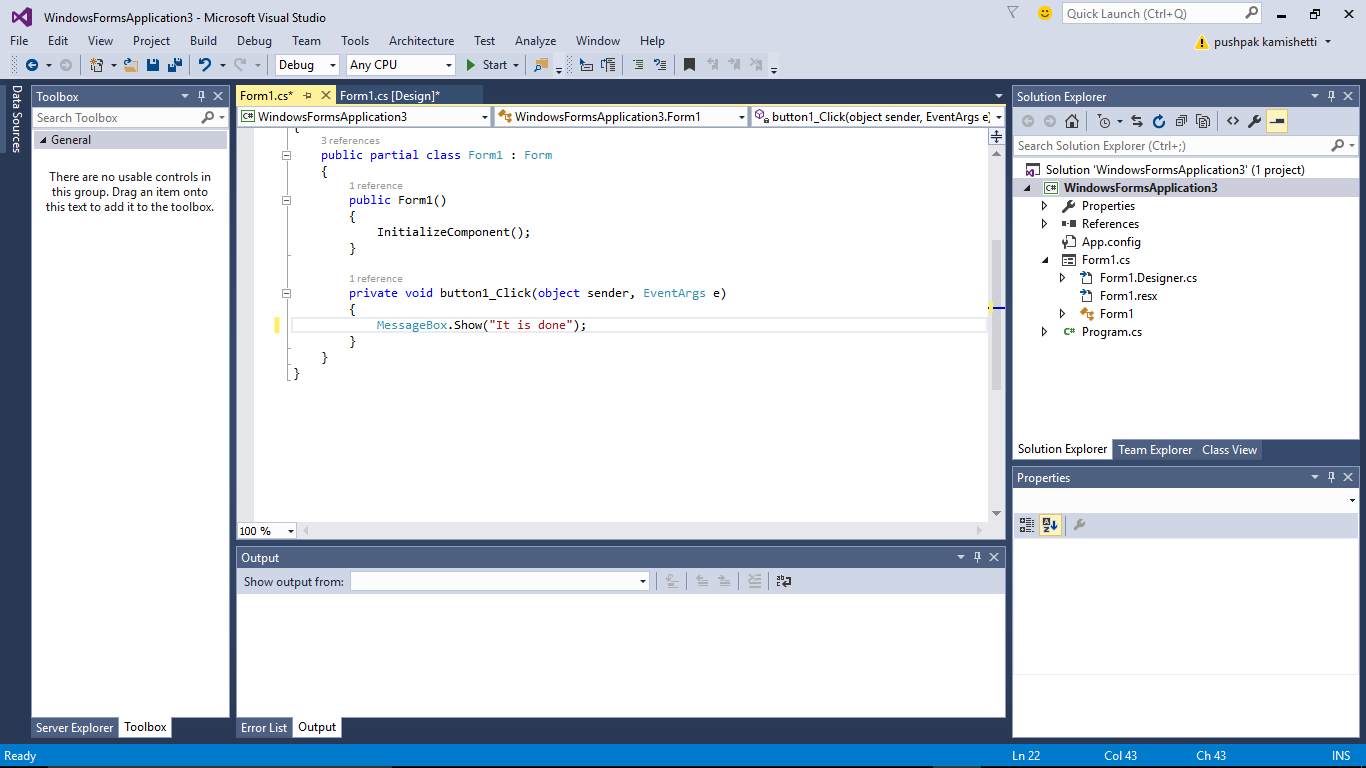 WindowsFormsApplication3 - Microsoft Visual Studio
Quick Launch (Ctrl+Q)
File Edit View Project Build Debug Team Tools Architecture Test Analyze Window Help
pushpak kamishetti
Debug Any CPU Start
Data Sources
Toolbox
Search Toolbox
General
There are no usable controls in
this group. Drag an item onto
this text to add it to the toolbox.
Server Explorer Toolbox
Form1.cs* Form1.cs [Design]*
C# WindowsFormsApplication3 WindowsFormsApplication3.Form1 button1_Click(object sender, EventArgs e)
{
3 references
public partial class Form1 : Form
{
1 reference
public Form1()
{
InitializeComponent();
}
1 reference
private void button1_Click(object sender, EventArgs e)
{
MessageBox.Show("It is done");
}
}
}
100 %
Output
Show output from:
Error List Output
Solution Explorer
Search Solution Explorer (Ctrl+;)
Solution 'WindowsFormsApplication3' (1 project)
C# WindowsFormsApplication3
Properties
References
App.config
Form1.cs
Form1.Designer.cs
Form1.resx
Form1
C# Program.cs
Solution Explorer Team Explorer Class View
Properties
Ready Ln 22 Col 43 Ch 43 INS